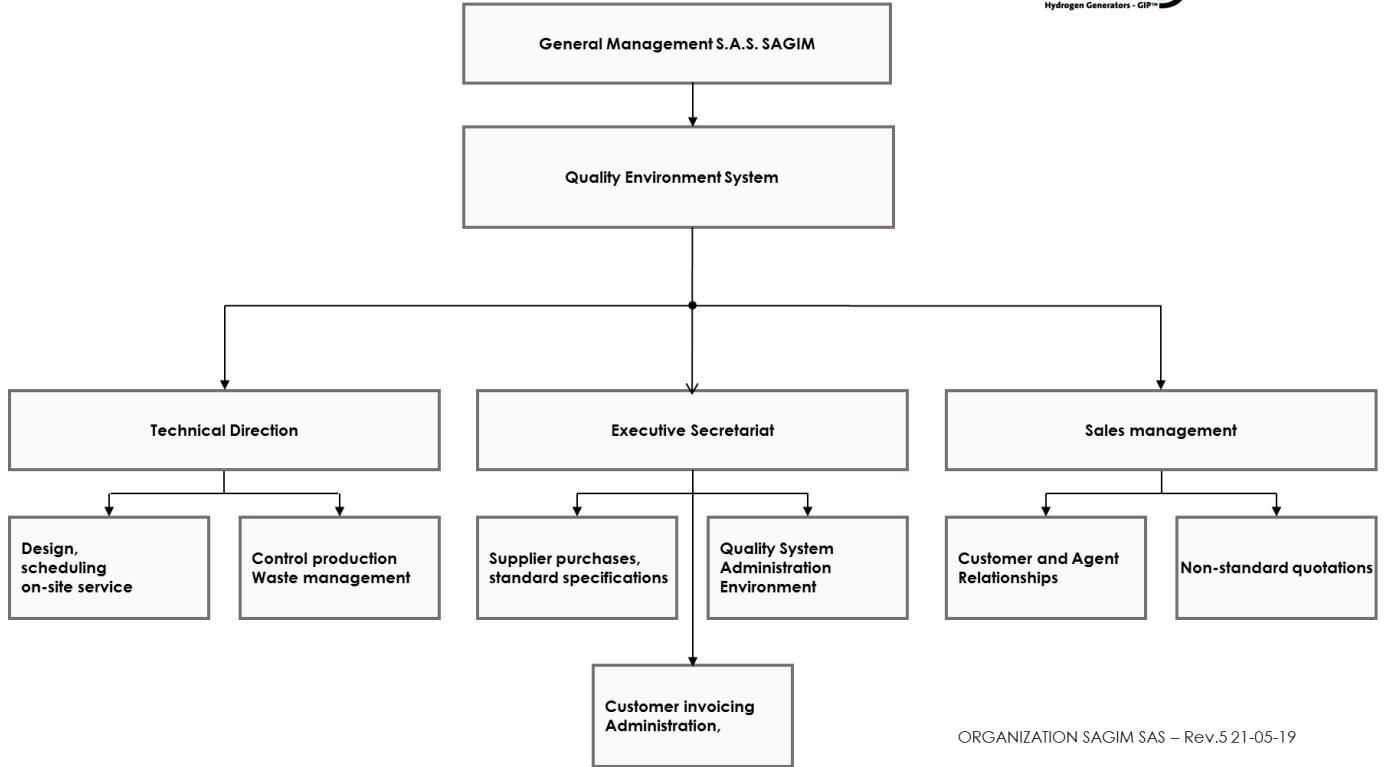 Hydrogen Generators - GIP™
General Management S.A.S. SAGIM
Quality Environment System
Technical Direction
Executive Secretariat
Sales management
Design,
scheduling
on-site service
Control production
Waste management
Supplier purchases,
standard specifications
Quality System
Administration
Environment
Customer and Agent
Relationships
Non-standard quotations
Customer invoicing
Administration,
ORGANIZATION SAGIM SAS – Rev.5 21-05-19